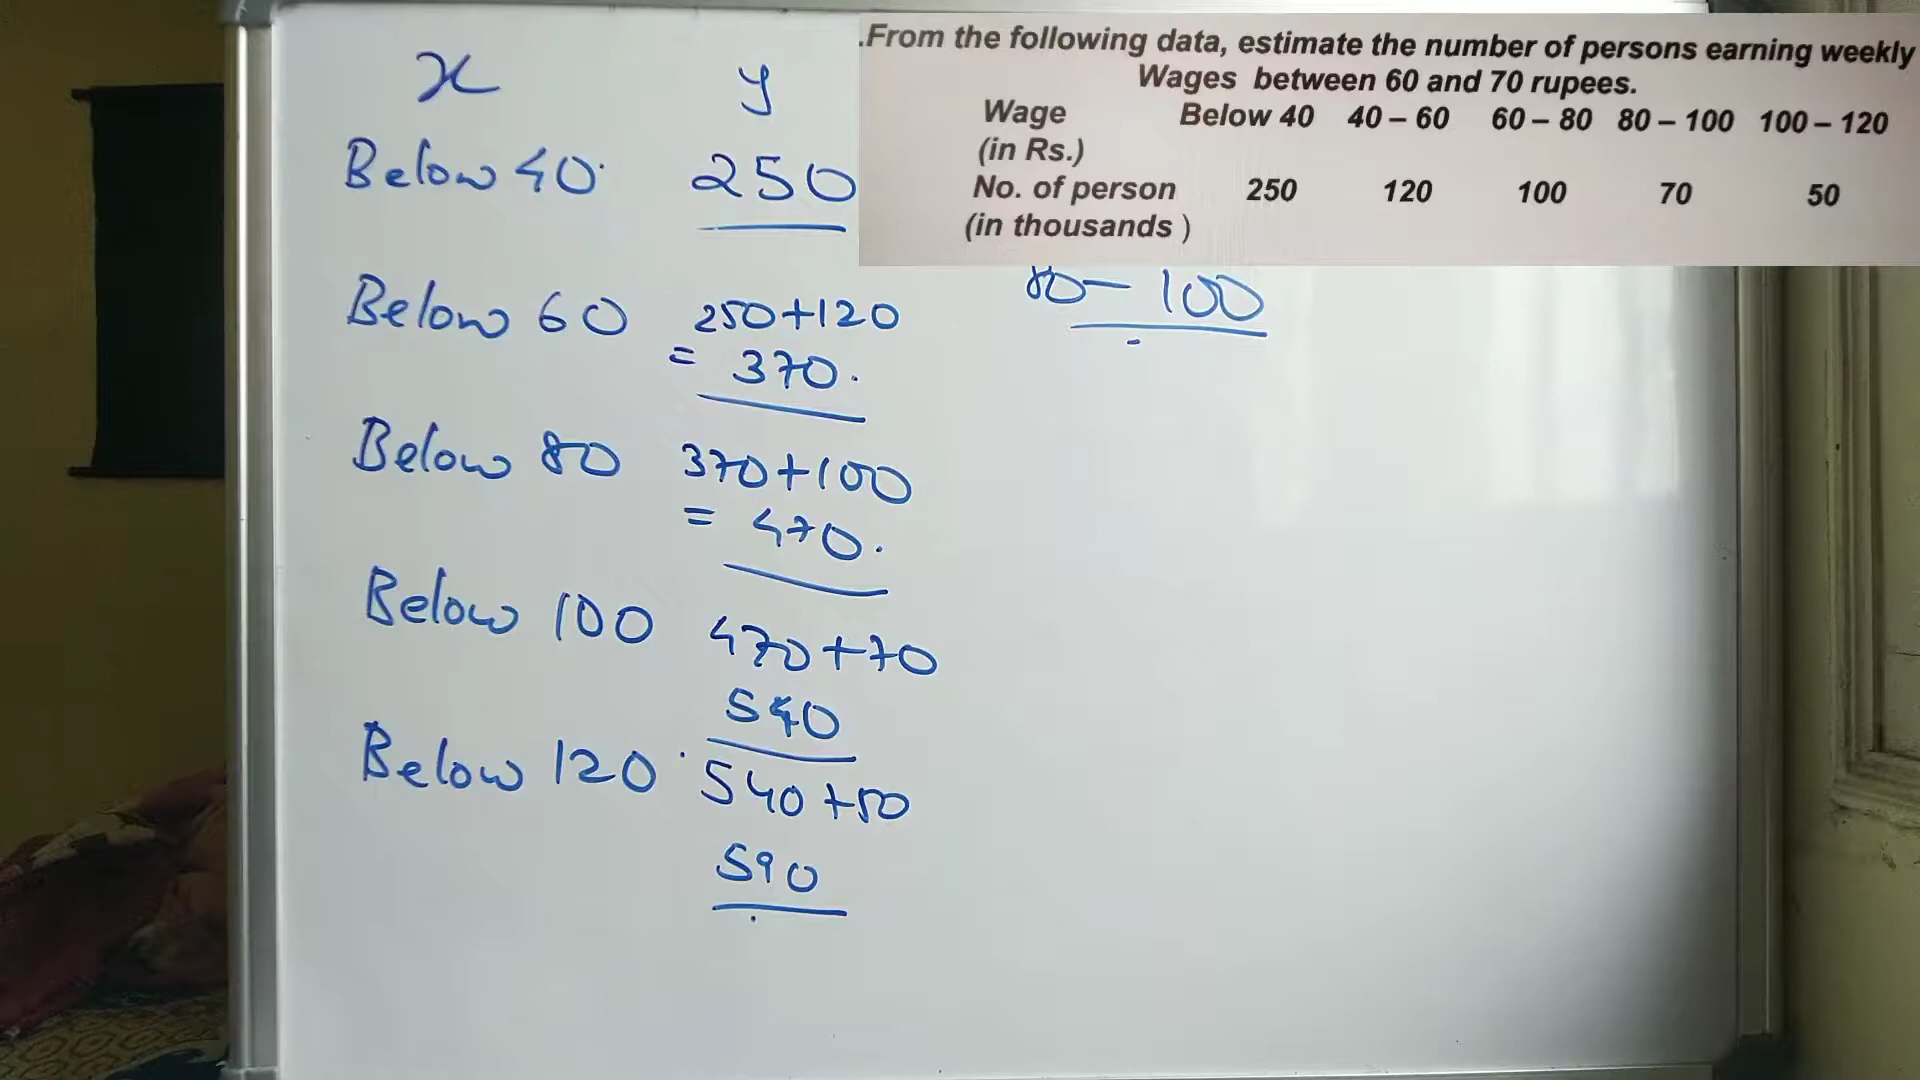 .From the following data, estimate the number of persons earning weekly
Wages between 60 and 70 rupees.
Wage Below 40 40 – 60 60 – 80 80 – 100 100 – 120
(in Rs.)
No. of person 250 120 100 70 50
(in thousands )
x y
Below 40 250
Below 60 250+120
= 370.
Below 80 370+100
= 470.
Below 100 470+70
540
Below 120 540+50
590
80 – 100